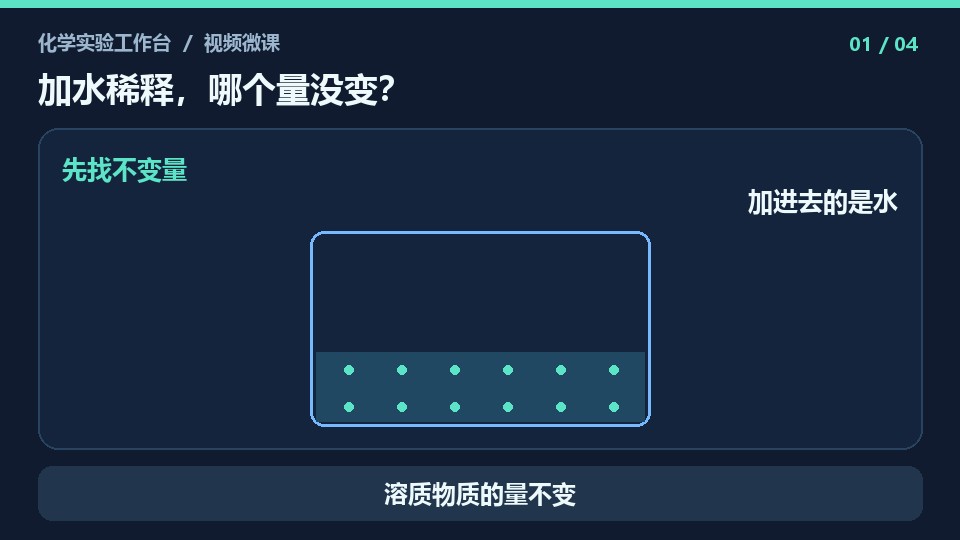 化学实验工作台 / 视频微课
01 / 04
加水稀释，哪个量没变？
先找不变量
加进去的是水
溶质物质的量不变